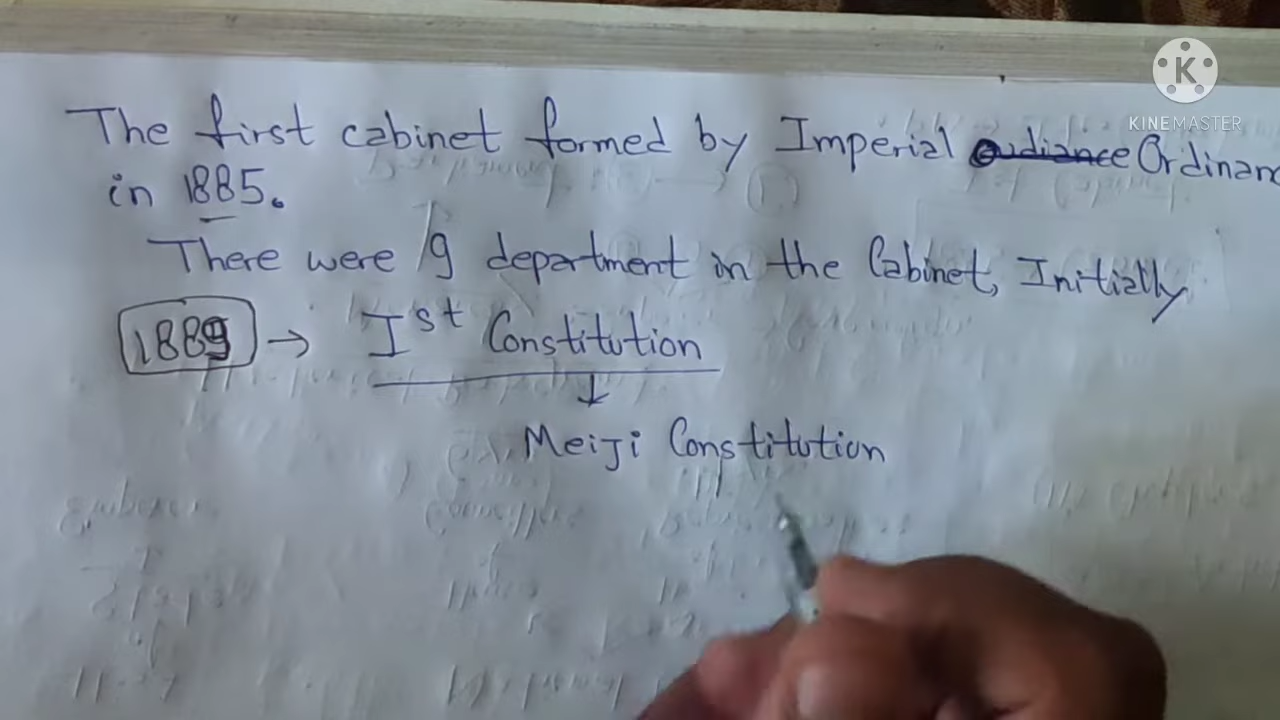 The first cabinet formed by Imperial Ordinan
in 1885.
There were 9 department in the Cabinet, Initially
1889 → Ist Constitution
↓
Meiji Constitution
K
KINEMASTER